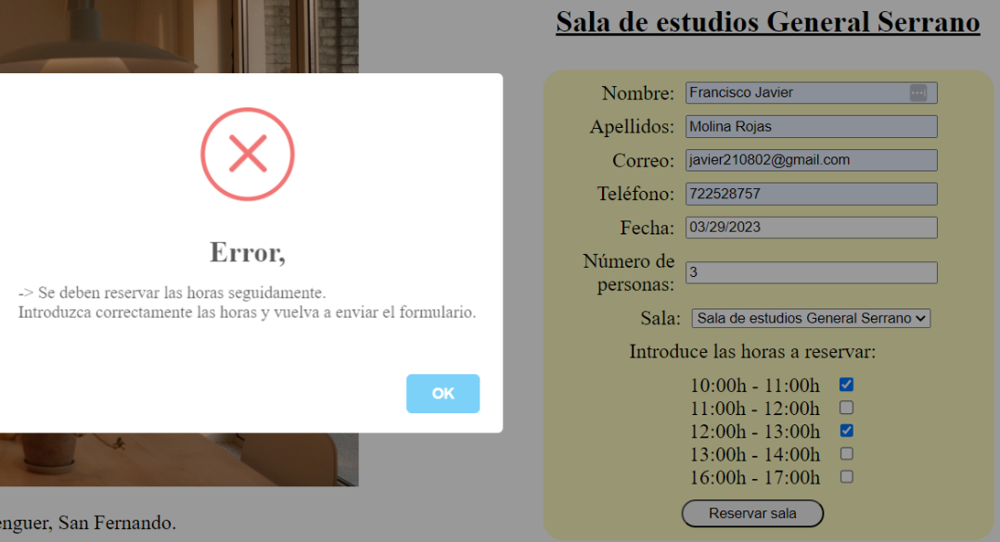 Sala de estudios General Serrano
Nombre: Francisco Javier
Apellidos: Molina Rojas
Correo: javier210802@gmail.com
Teléfono: 722528757
Fecha: 03/29/2023
Número de
personas: 3
Sala: Sala de estudios General Serrano
Introduce las horas a reservar:
10:00h - 11:00h
11:00h - 12:00h
12:00h - 13:00h
13:00h - 14:00h
16:00h - 17:00h
Reservar sala
Error,
-> Se deben reservar las horas seguidamente.
Introduzca correctamente las horas y vuelva a enviar el formulario.
OK
enguer, San Fernando.